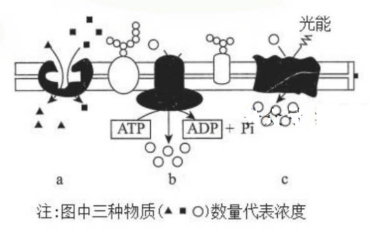 光能
ATP ADP + Pi
a b c
注:图中三种物质(▲ ■ ○)数量代表浓度